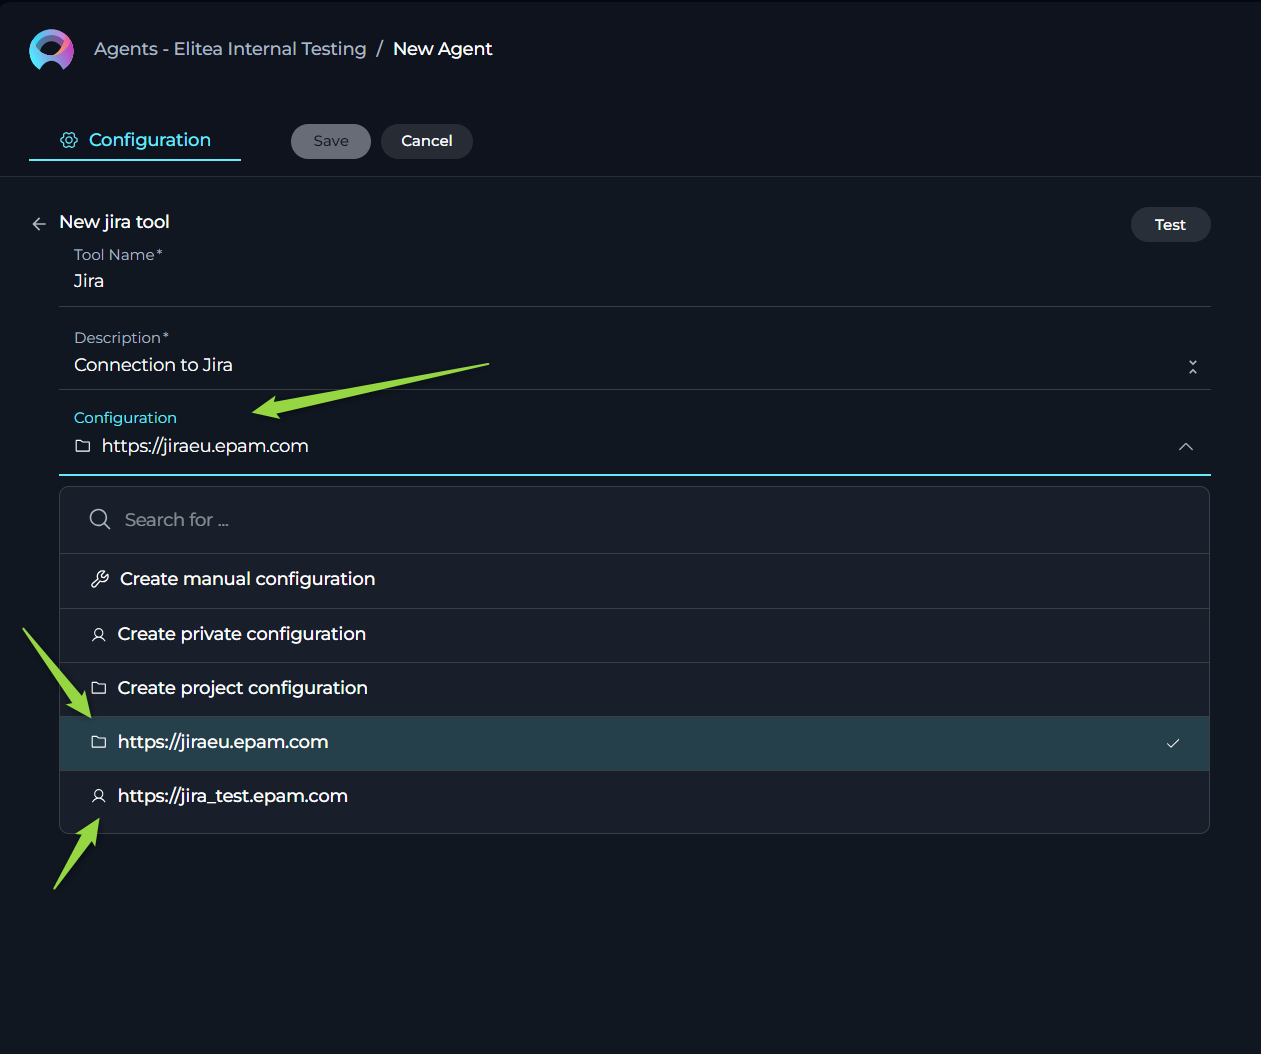 Agents - Elitea Internal Testing / New Agent
Configuration Save Cancel
New jira tool Test
Tool Name*
Jira
Description*
Connection to Jira
Configuration
https://jiraeu.epam.com
Search for ...
Create manual configuration
Create private configuration
Create project configuration
https://jiraeu.epam.com
https://jira_test.epam.com